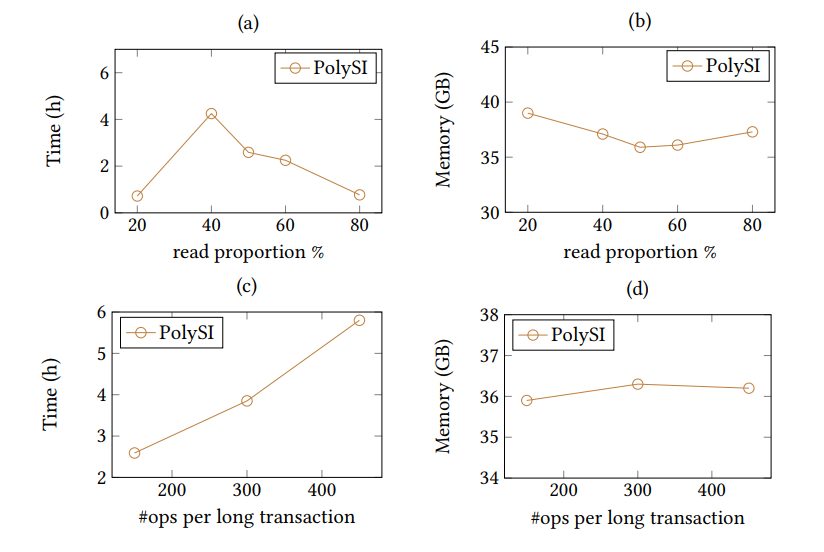 (a)
PolySI
6
4
2
0
20 40 60 80
Time (h)
read proportion %
(b)
PolySI
45
40
35
30
20 40 60 80
Memory (GB)
read proportion %
(c)
PolySI
6
5
4
3
2
200 300 400
Time (h)
#ops per long transaction
(d)
PolySI
38
37
36
35
34
200 300 400
Memory (GB)
#ops per long transaction